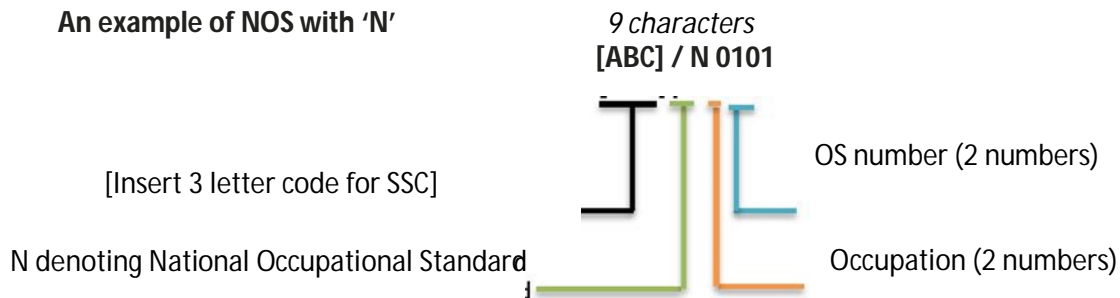 An example of NOS with ‘N’
9 characters
[ABC] / N 0101
OS number (2 numbers)
[Insert 3 letter code for SSC]
N denoting National Occupational Standard
Occupation (2 numbers)